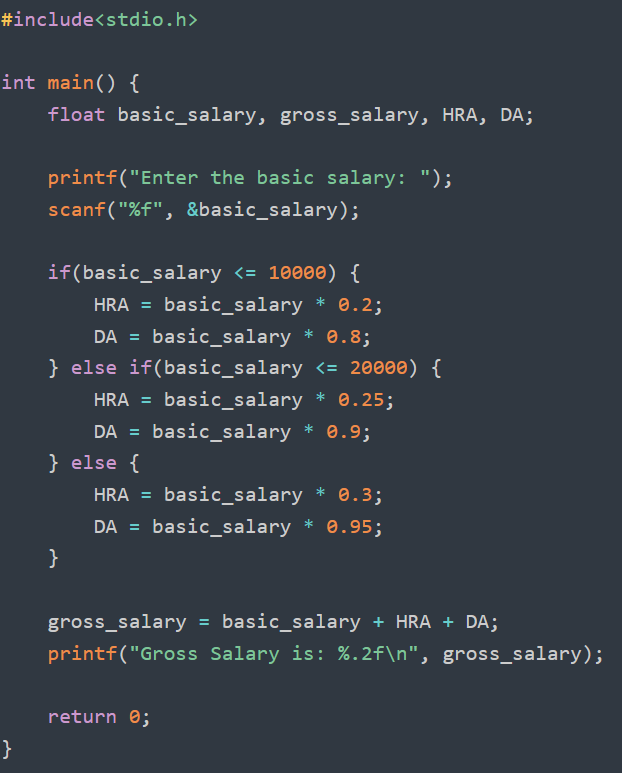 #include<stdio.h>
int main() {
    float basic_salary, gross_salary, HRA, DA;
    printf("Enter the basic salary: ");
    scanf("%f", &basic_salary);
    if(basic_salary <= 10000) {
        HRA = basic_salary * 0.2;
        DA = basic_salary * 0.8;
    } else if(basic_salary <= 20000) {
        HRA = basic_salary * 0.25;
        DA = basic_salary * 0.9;
    } else {
        HRA = basic_salary * 0.3;
        DA = basic_salary * 0.95;
    }
    gross_salary = basic_salary + HRA + DA;
    printf("Gross Salary is: %.2f\n", gross_salary);
    return 0;
}